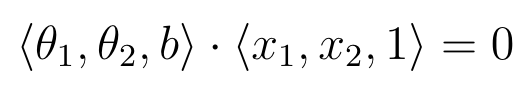 ⟨θ₁, θ₂, b⟩ · ⟨x₁, x₂, 1⟩ = 0